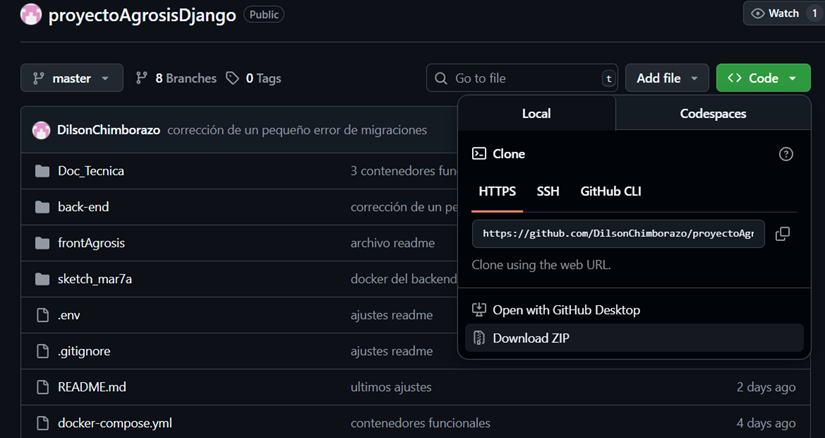 proyectoAgrosisDjango Public Watch 1
master 8 Branches 0 Tags Go to file t Add file Code
DilsonChimborazo corrección de un pequeño error de migraciones
Doc_Tecnica 3 contenedores fun
back-end corrección de un pe
frontAgrosis archivo readme
sketch_mar7a docker del backend
.env ajustes readme
.gitignore ajustes readme
README.md ultimos ajustes 2 days ago
docker-compose.yml contenedores funcionales 4 days ago
Local Codespaces
Clone
HTTPS SSH GitHub CLI
https://github.com/DilsonChimborazo/proyectoAgr
Clone using the web URL.
Open with GitHub Desktop
Download ZIP